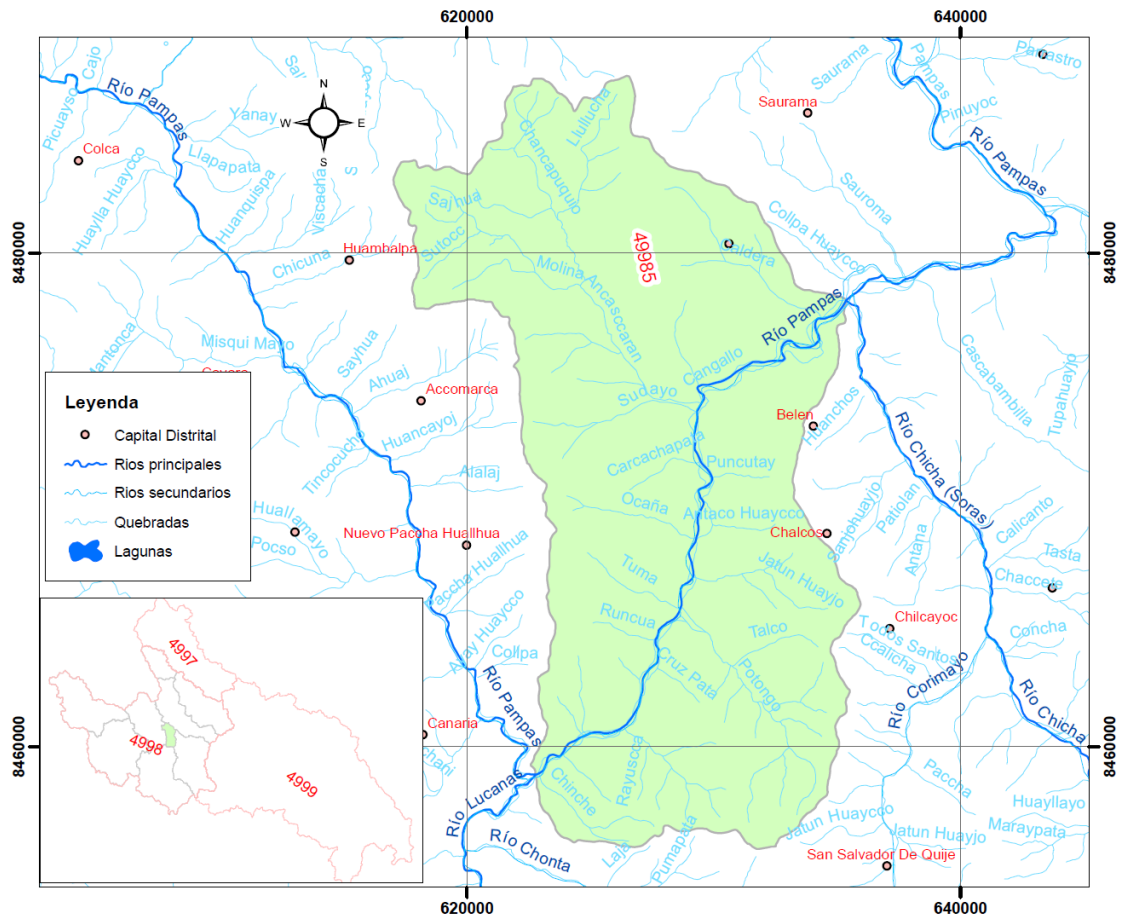 620000
640000
Cajo
Picuayso
Río Pampas
Yanay
Llapapata
Colca
Huaylla Huaycco
Huanquispa
Viscacha
S
N
W
E
S
Chicuna
Huambalpa
Llullucha
Chancapuquio
Sajhua
Sutocc
Saurama
Saurama
Pampas
Pinuyoc
Río Pampas
Sauroma
Collpa Huaycco
8480000
8480000
49985
Caldera
Molina Ancasccaran
Río Pampas
Misqui Mayo
Sayhua
Ahuaj
Accomarca
Huancayoj
Tincocucho
Atalaj
Sudayo
Cangallo
Belen
Huanchos
Cascabambilla
Tupahuayjo
Carcachapata
Puncutay
Río Chicha (Soras)
Leyenda
Capital Distrital
Rios principales
Rios secundarios
Quebradas
Lagunas
Huallamayo
Pocso
Nuevo Paccha Huallhua
Paccha Huallhua
Ocaña
Antaco Huaycco
Chalcos
Sanjohuayjo
Patiolan
Antana
Calicanto
Tasta
Chaccete
Concha
Tuma
Jatun Huayjo
Runcua
Talco
Chilcayoc
Todos Santos
Ccalicha
Collpa
Cruz Pata
Potongo
Río Corimayo
Río Chicha
Río Pampas
Canaria
4997
4998
4999
8460000
8460000
Río Lucanas
Chinche
Rayuscca
Paccha
Huayllayo
Maraypata
Río Chonta
Laja
Pumapata
Jatun Huaycco
Jatun Huayjo
San Salvador De Quije
620000
640000